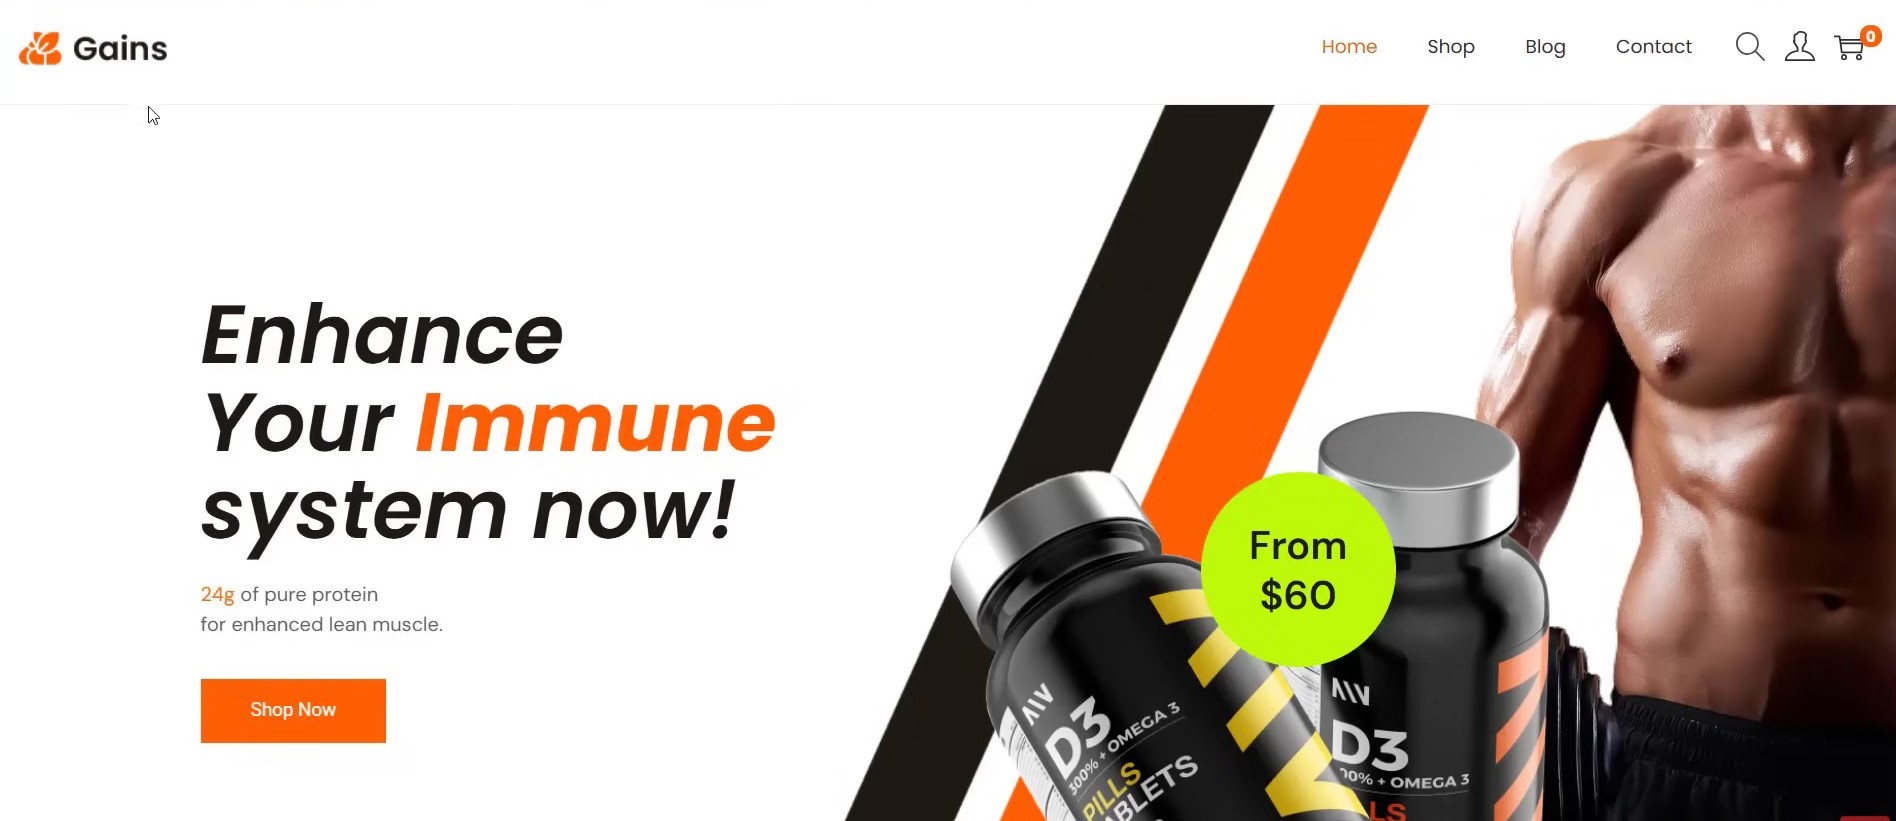 Gains
Home Shop Blog Contact 0
Enhance
Your Immune
system now!
24g of pure protein
for enhanced lean muscle.
Shop Now
From
$60
D3
300% + OMEGA 3
PILLS
D3
+ OMEGA 3